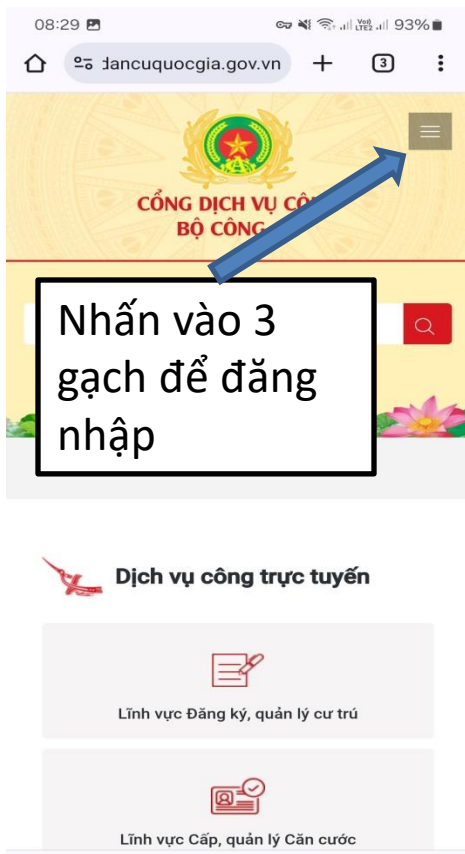 08:29
VoD
LTE2
93%
dancuquocgia.gov.vn
3
CỔNG DỊCH VỤ CÔ
BỘ CÔNG
Nhấn vào 3
gạch để đăng
nhập
Dịch vụ công trực tuyến
Lĩnh vực Đăng ký, quản lý cư trú
Lĩnh vực Cấp, quản lý Căn cước